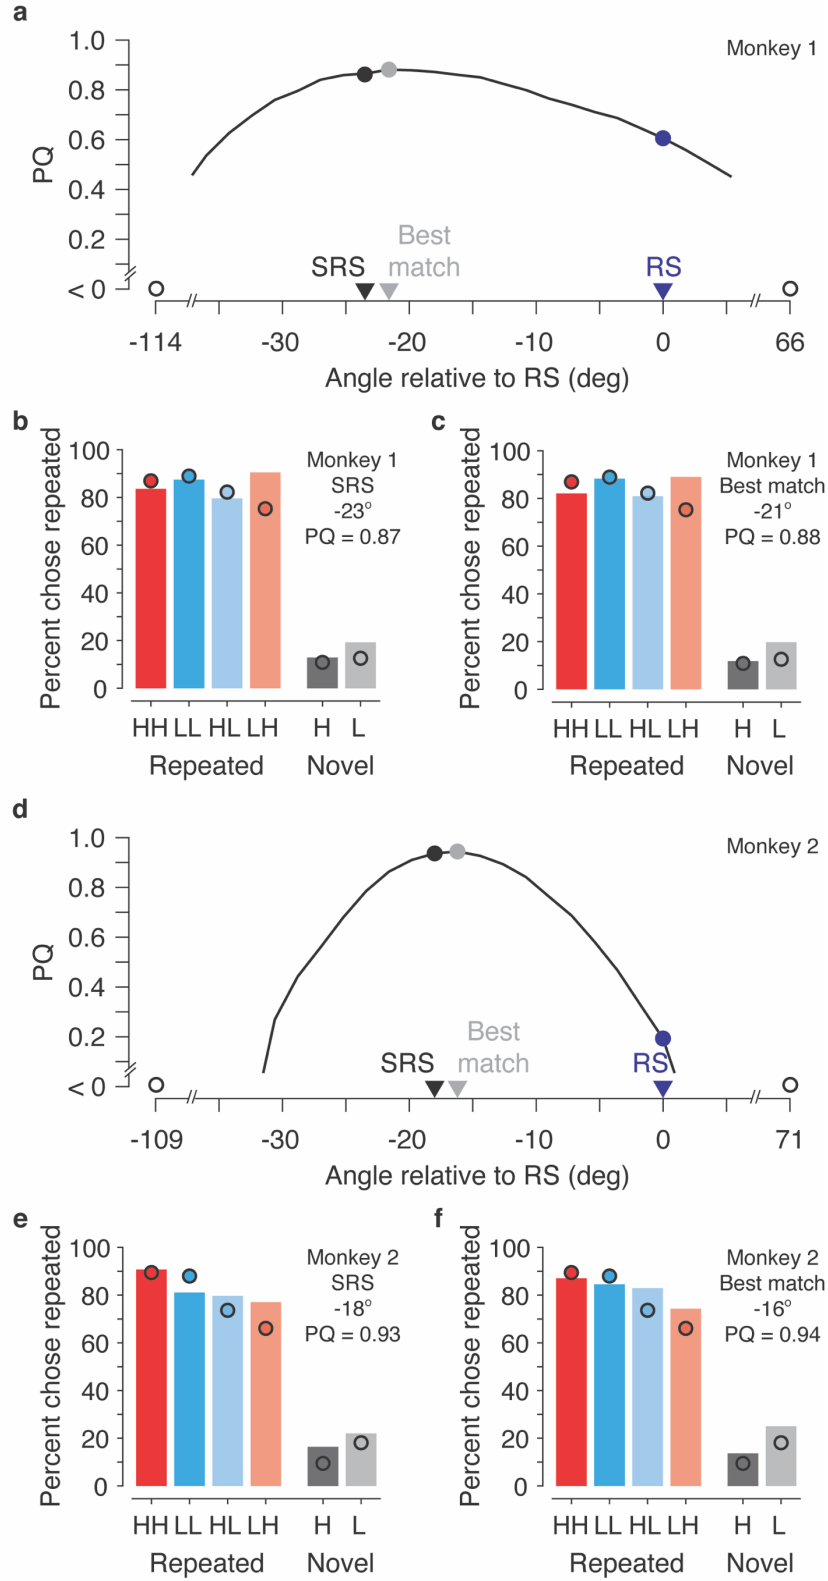 a
Monkey 1
PQ
1.0
0.8
0.6
0.4
0.2
< 0
Best
SRS match RS
-114 -30 -20 -10 0 66
Angle relative to RS (deg)
b
Percent chose repeated
100
80
60
40
20
0
Monkey 1
SRS
-23°
PQ = 0.87
HH LL HL LH H L
Repeated Novel
c
Percent chose repeated
100
80
60
40
20
0
Monkey 1
Best match
-21°
PQ = 0.88
HH LL HL LH H L
Repeated Novel
d
Monkey 2
PQ
1.0
0.8
0.6
0.4
0.2
< 0
Best
SRS match RS
-109 -30 -20 -10 0 71
Angle relative to RS (deg)
e
Percent chose repeated
100
80
60
40
20
0
Monkey 2
SRS
-18°
PQ = 0.93
HH LL HL LH H L
Repeated Novel
f
Percent chose repeated
100
80
60
40
20
0
Monkey 2
Best match
-16°
PQ = 0.94
HH LL HL LH H L
Repeated Novel